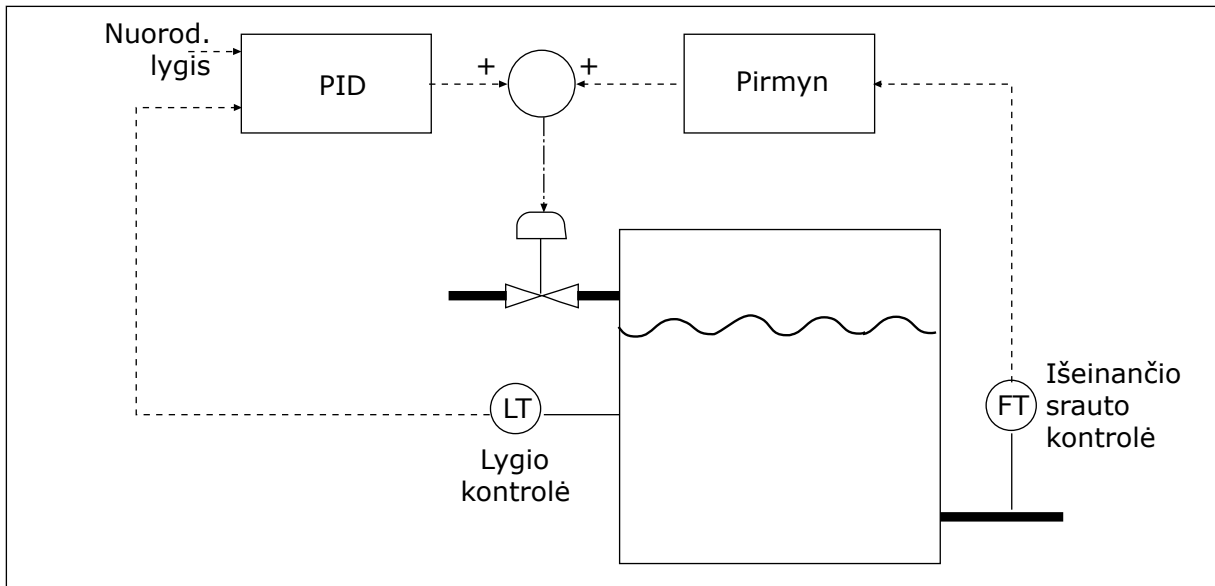 Nuorod.
lygis
PID
+
+
Pirmyn
LT
Lygio
kontrolė
FT
Išeinančio
srauto
kontrolė